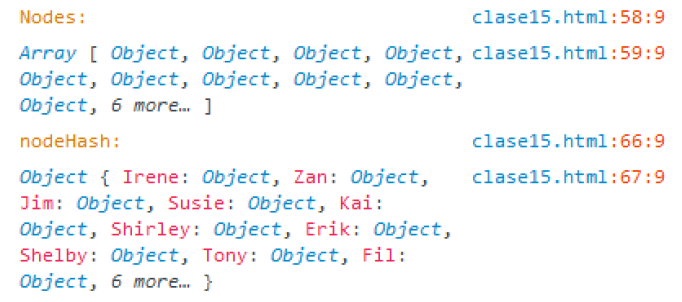 Nodes: clase15.html:58:9
Array [ Object, Object, Object, Object, clase15.html:59:9
Object, Object, Object, Object, Object,
Object, 6 more… ]
nodeHash: clase15.html:66:9
Object { Irene: Object, Zan: Object, clase15.html:67:9
Jim: Object, Susie: Object, Kai:
Object, Shirley: Object, Erik: Object,
Shelby: Object, Tony: Object, Fil:
Object, 6 more… }